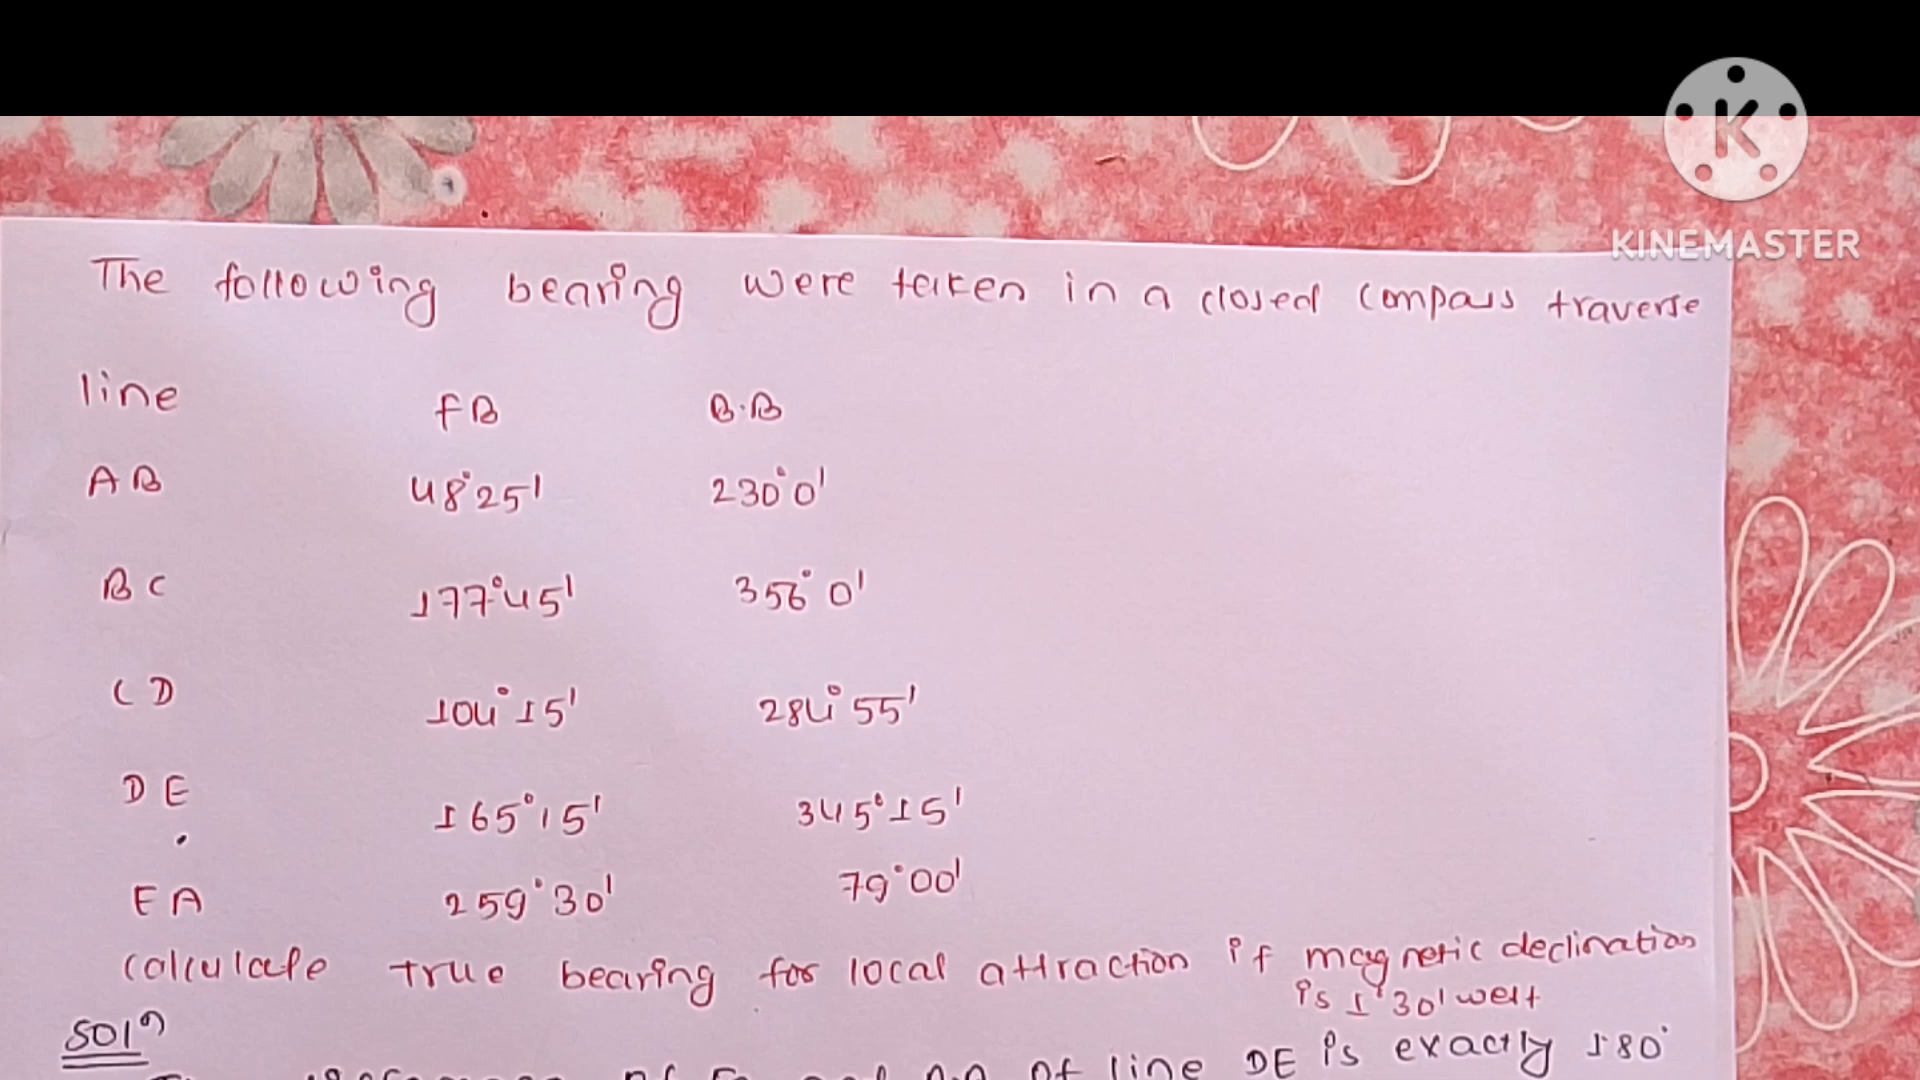 KINEMASTER
The following bearing were taken in a closed compass traverse
line FB B.B
AB 48°25' 230°0'
BC 177°45' 356°0'
CD 104°15' 284°55'
DE 165°15' 345°15'
EA 259°30' 79°00'
calculate true bearing for local attraction if magnetic declination
is 1°30' west
Solⁿ
of line DE is exactly 180°